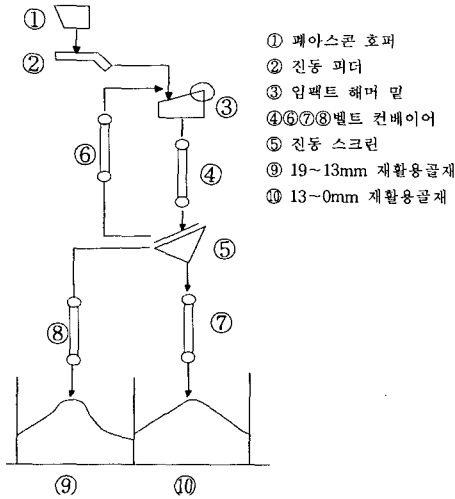 ①
②
③
⑥
④
⑤
⑧
⑦
⑨
⑩
①폐아스콘 호퍼
② 진동 피더
③ 임팩트 해머 밑
④⑥⑦⑧벨트 컨베이어
⑤ 진동 스크린
⑨ 19~13mm 재활용골재
⑩ 13~0mm 재활용골재